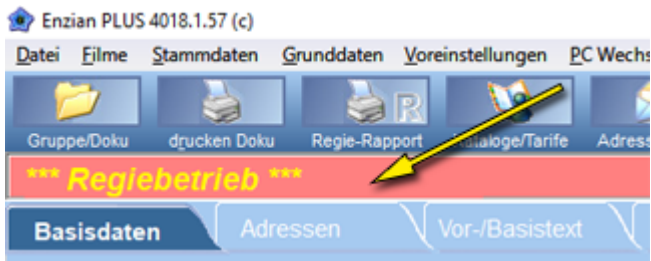 Enzian PLUS 4018.1.57 (c)
Datei Filme Stammdaten Grunddaten Voreinstellungen PC Wechs
Gruppe/Doku drucken Doku Regie-Rapport Kataloge/Tarife Adress
*** Regiebetrieb ***
Basisdaten Adressen Vor-/Basistext